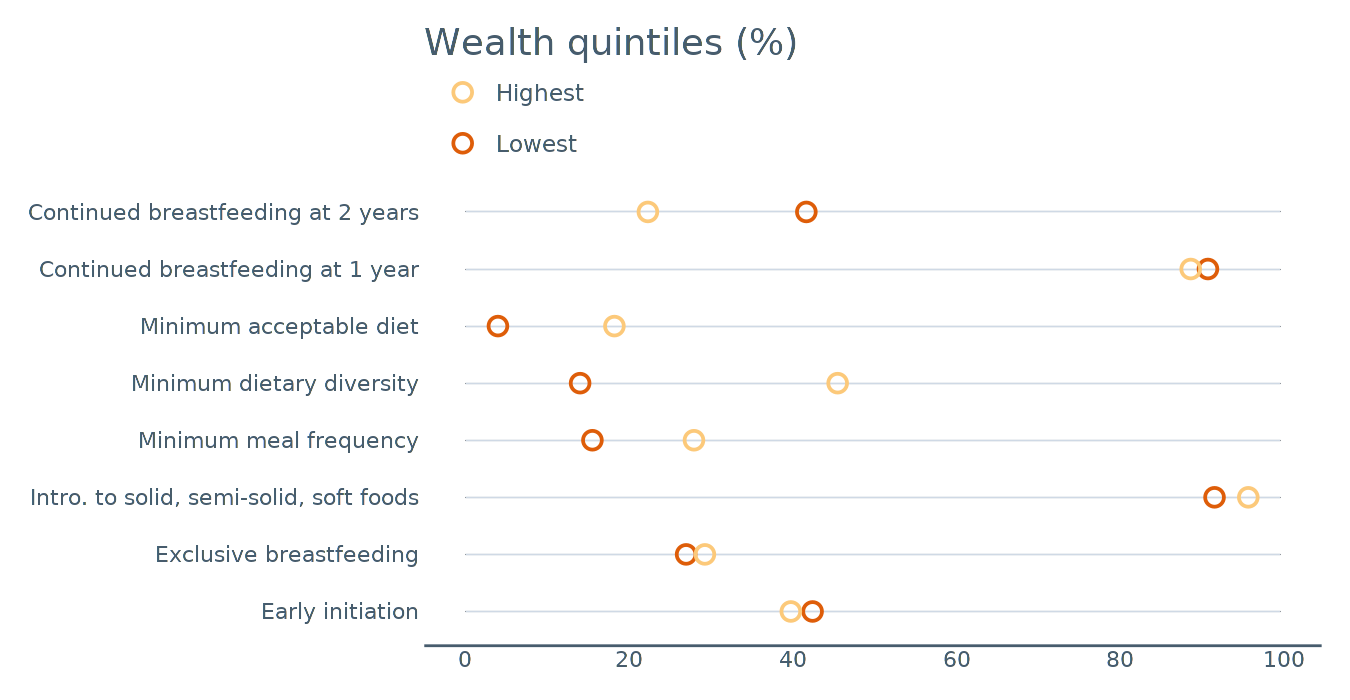 Wealth quintiles (%)
Highest
Lowest
Continued breastfeeding at 2 years
Continued breastfeeding at 1 year
Minimum acceptable diet
Minimum dietary diversity
Minimum meal frequency
Intro. to solid, semi-solid, soft foods
Exclusive breastfeeding
Early initiation
0 20 40 60 80 100